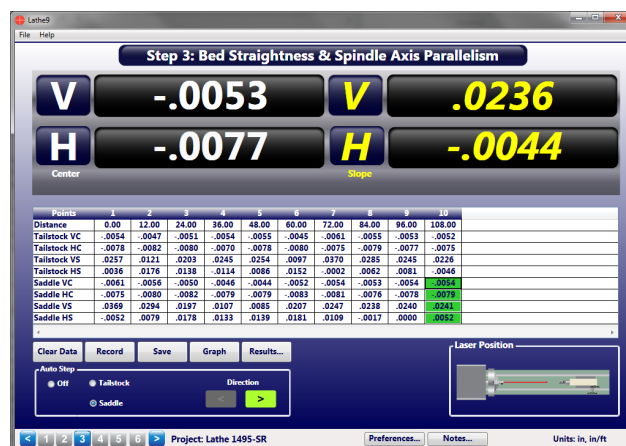 Lathe9
File Help
Step 3: Bed Straightness & Spindle Axis Parallelism
V -.0053 V .0236
H -.0077 H -.0044
Center Slope
Points 1 2 3 4 5 6 7 8 9 10
Distance 0.00 12.00 24.00 36.00 48.00 60.00 72.00 84.00 96.00 108.00
Tailstock VC -.0054 -.0047 -.0051 -.0054 -.0055 -.0045 -.0061 -.0055 -.0053 -.0052
Tailstock HC -.0078 -.0082 -.0080 -.0070 -.0078 -.0080 -.0075 -.0079 -.0077 -.0075
Tailstock VS .0257 .0121 .0203 .0245 .0254 .0097 .0370 .0285 .0245 .0226
Tailstock HS .0036 .0176 .0138 -.0114 .0086 .0152 -.0002 .0062 .0081 -.0046
Saddle VC -.0061 -.0056 -.0050 -.0046 -.0044 -.0052 -.0054 -.0053 -.0054 -.0054
Saddle HC -.0075 -.0080 -.0082 -.0079 -.0079 -.0083 -.0081 -.0076 -.0078 -.0079
Saddle VS .0369 .0294 .0197 .0107 .0085 .0207 .0247 .0238 .0240 .0241
Saddle HS -.0052 .0079 .0178 .0133 .0139 .0181 .0109 -.0017 .0000 .0052
Clear Data Record Save Graph Results...
Laser Position
Auto Step
Off Tailstock Direction
Saddle < >
< 1 2 3 4 5 6 > Project: Lathe 1495-SR Preferences... Notes... Units: in, in/ft